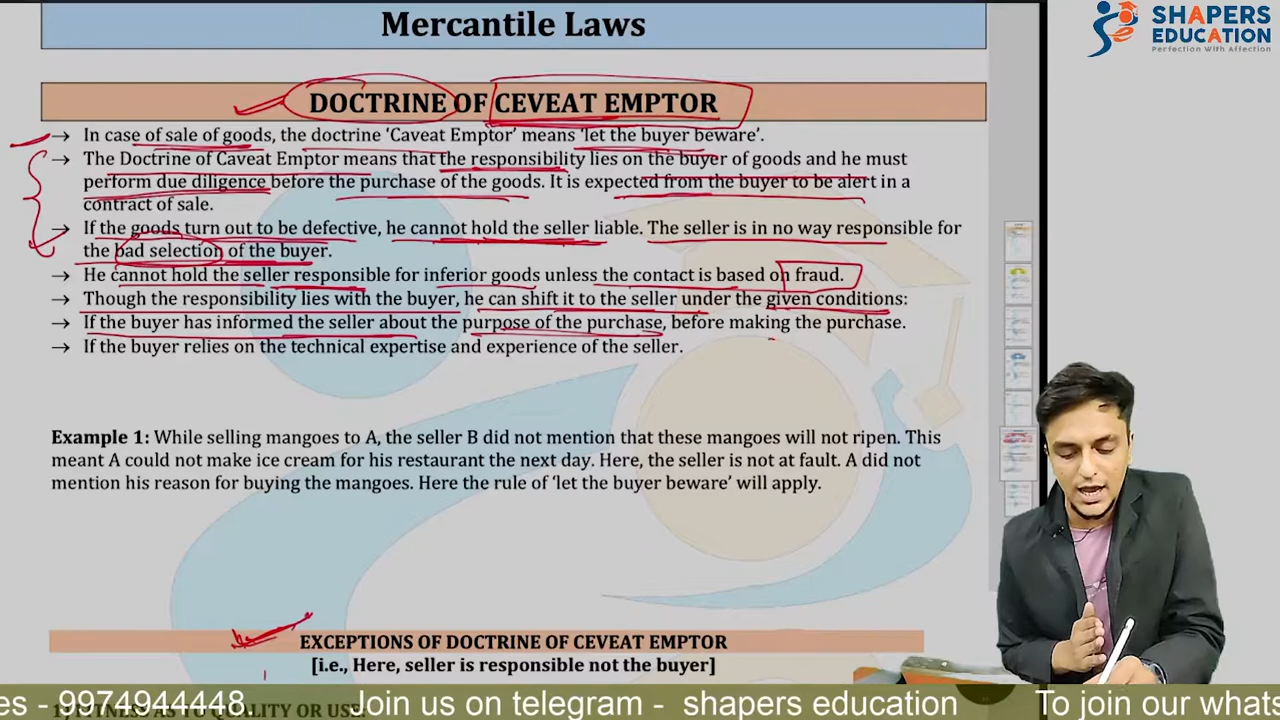 Mercantile Laws
SHAPERS
EDUCATION
Perfection With Affection
DOCTRINE OF CEVEAT EMPTOR
→ In case of sale of goods, the doctrine ‘Caveat Emptor’ means ‘let the buyer beware’.
→ The Doctrine of Caveat Emptor means that the responsibility lies on the buyer of goods and he must
perform due diligence before the purchase of the goods. It is expected from the buyer to be alert in a
contract of sale.
→ If the goods turn out to be defective, he cannot hold the seller liable. The seller is in no way responsible for
the bad selection of the buyer.
→ He cannot hold the seller responsible for inferior goods unless the contact is based on fraud.
→ Though the responsibility lies with the buyer, he can shift it to the seller under the given conditions:
→ If the buyer has informed the seller about the purpose of the purchase, before making the purchase.
→ If the buyer relies on the technical expertise and experience of the seller.
Example 1: While selling mangoes to A, the seller B did not mention that these mangoes will not ripen. This
meant A could not make ice cream for his restaurant the next day. Here, the seller is not at fault. A did not
mention his reason for buying the mangoes. Here the rule of ‘let the buyer beware’ will apply.
EXCEPTIONS OF DOCTRINE OF CEVEAT EMPTOR
[i.e., Here, seller is responsible not the buyer]
es - 9974944448. Join us on telegram - shapers education To join our whats
FITNESS AS TO QUALITY OR USE: